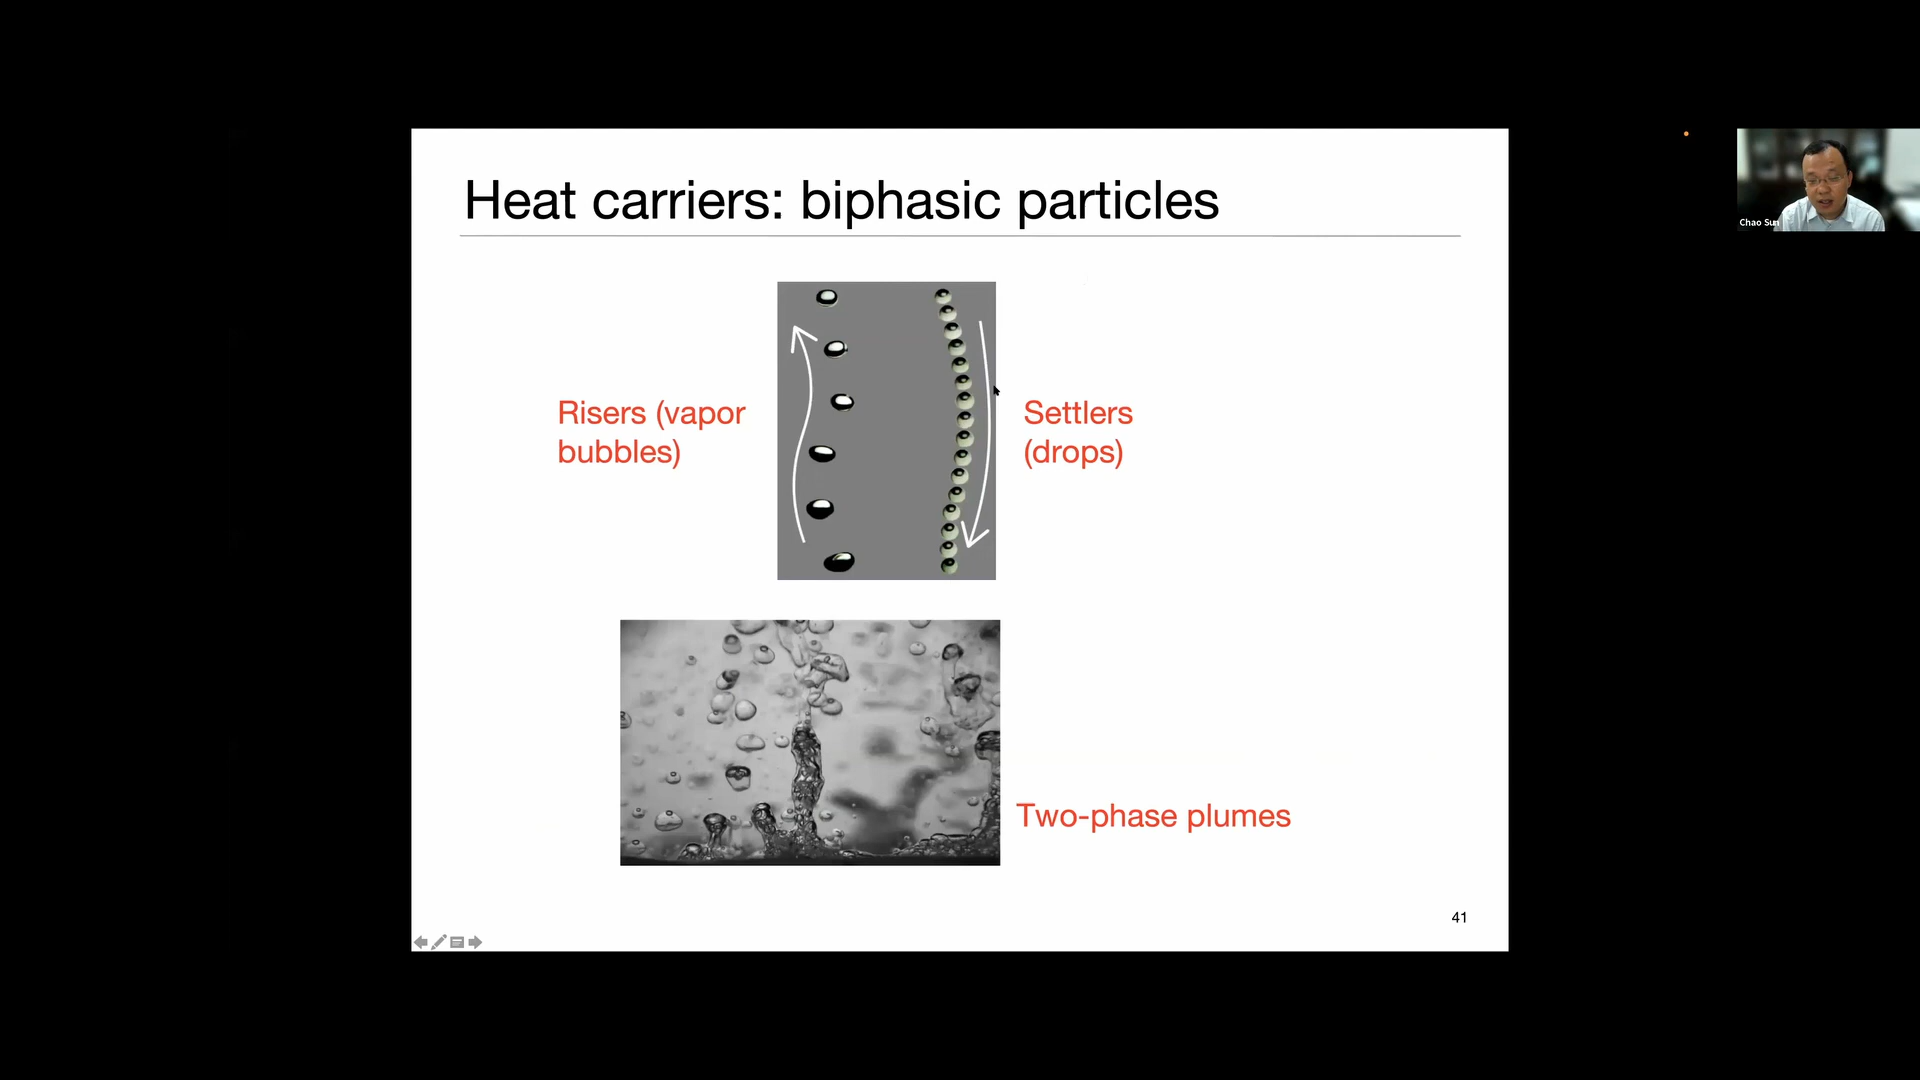 Heat carriers: biphasic particles
Chao Sun
Risers (vapor
bubbles)
Settlers
(drops)
Two-phase plumes
41